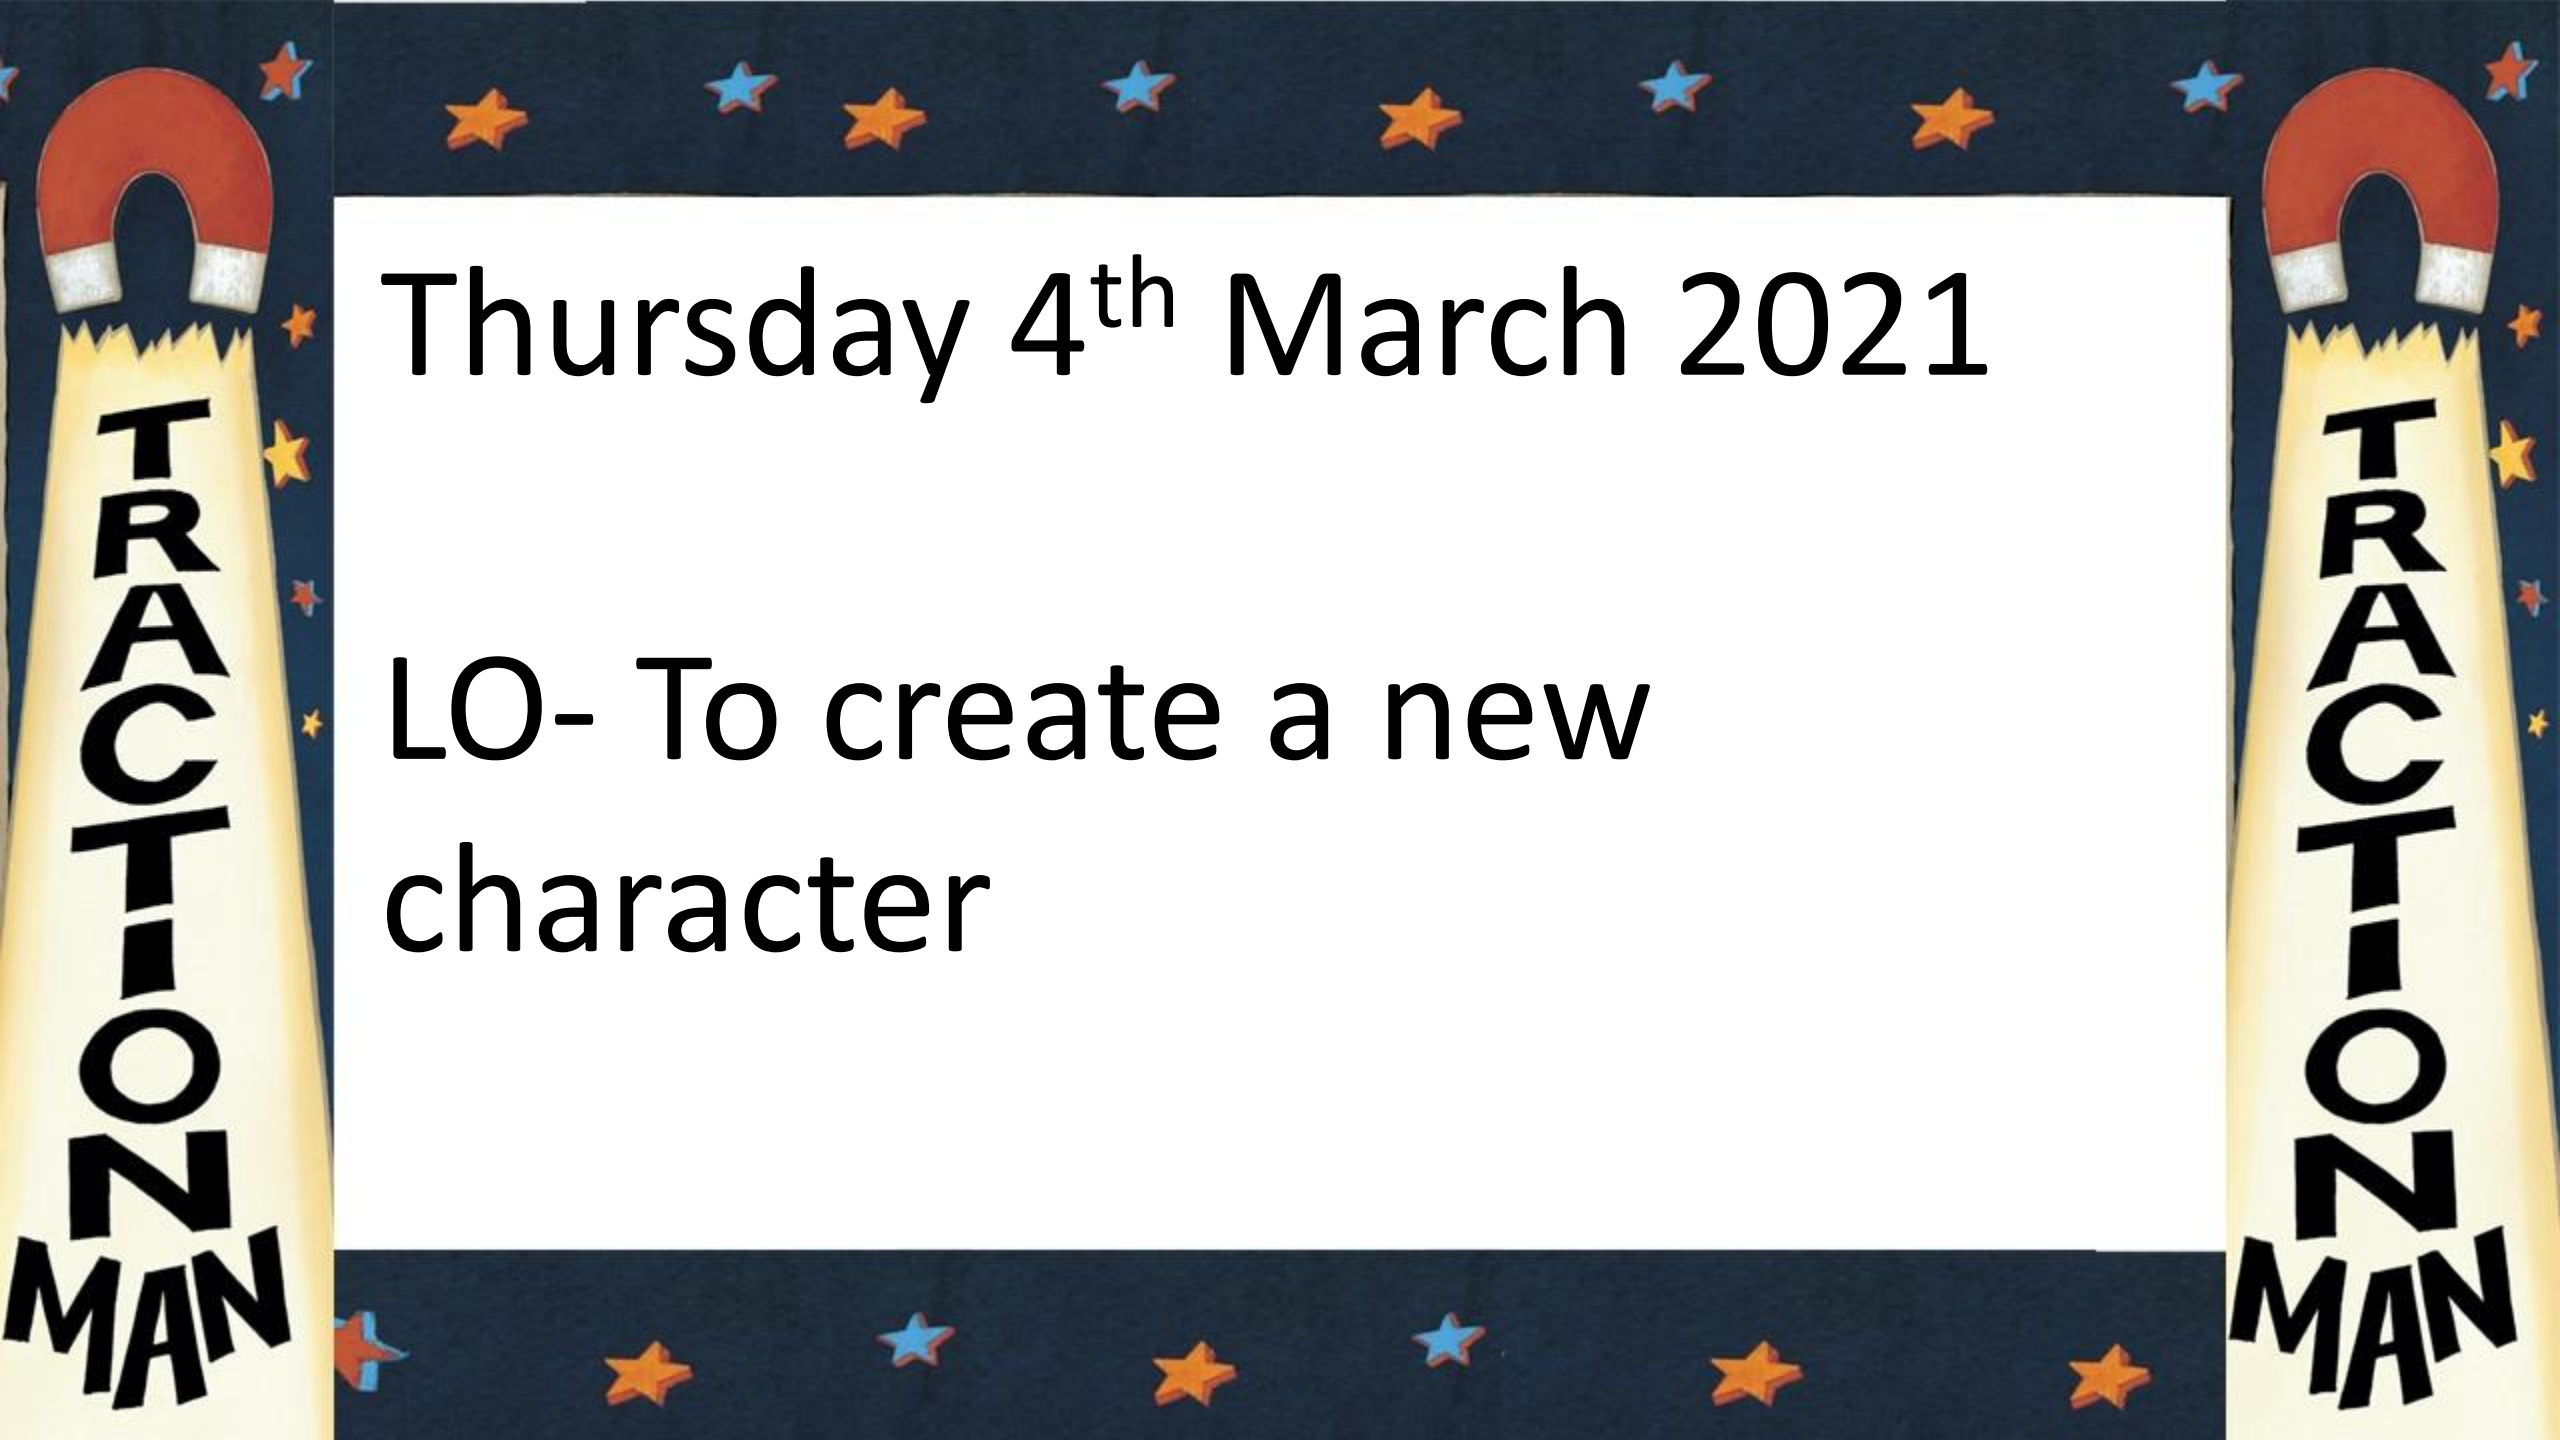 Thursday 4th March 2021
LO- To create a new
character
TRACTION
MAN
TRACTION
MAN